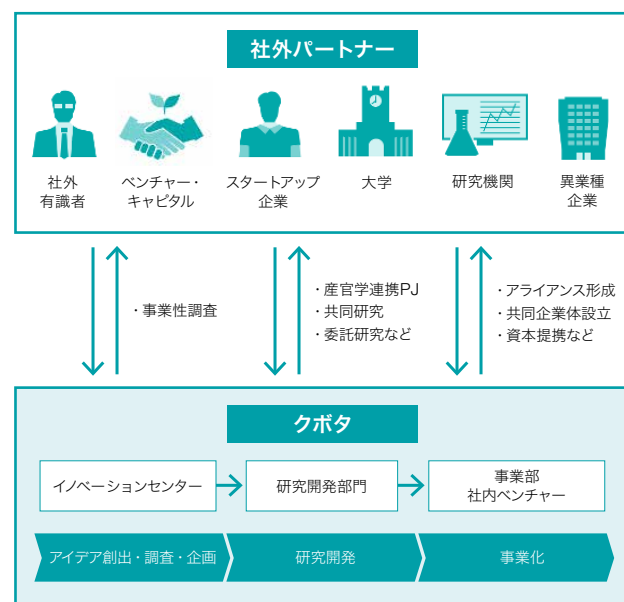 社外パートナー
社外
有識者
ベンチャー・
キャピタル
スタートアップ
企業
大学
研究機関
異業種
企業
・事業性調査
・産官学連携PJ
・共同研究
・委託研究など
・アライアンス形成
・共同企業体設立
・資本提携など
クボタ
イノベーションセンター
研究開発部門
事業部
社内ベンチャー
アイデア創出・調査・企画
研究開発
事業化